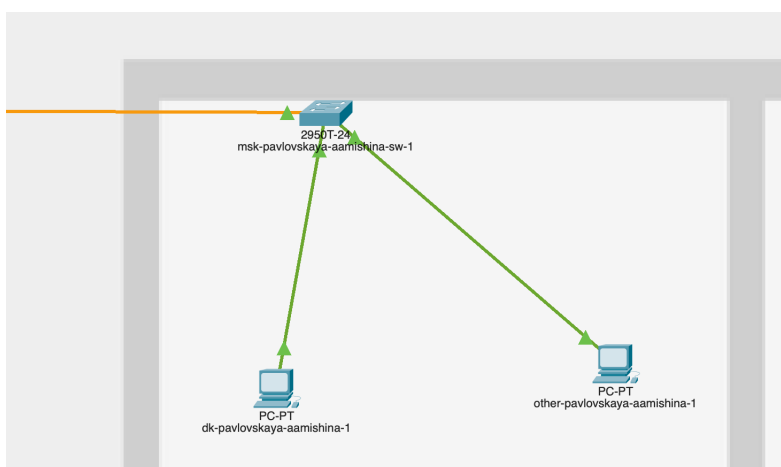 2950T-24
msk-pavlovskaya-aamishina-sw-1
PC-PT
other-pavlovskaya-aamishina-1
PC-PT
dk-pavlovskaya-aamishina-1